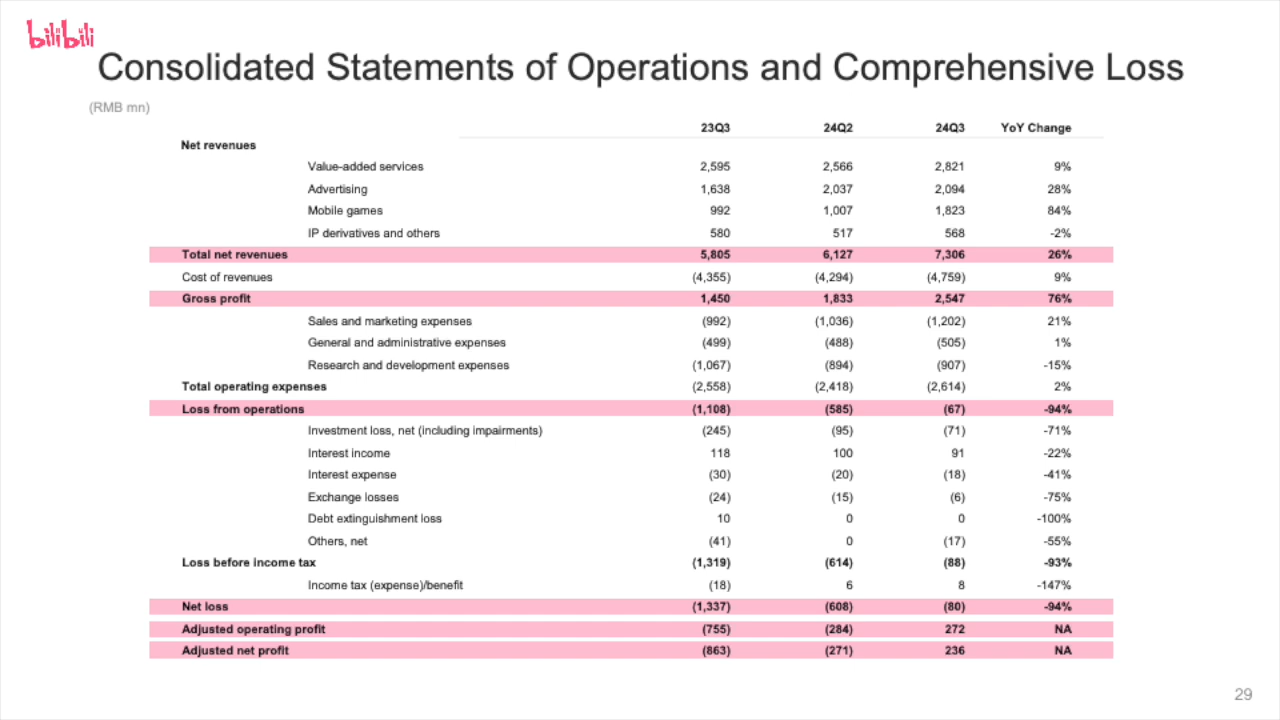 bilibili
Consolidated Statements of Operations and Comprehensive Loss
(RMB mn)
23Q3 24Q2 24Q3 YoY Change
Net revenues
Value-added services 2,595 2,566 2,821 9%
Advertising 1,638 2,037 2,094 28%
Mobile games 992 1,007 1,823 84%
IP derivatives and others 580 517 568 -2%
Total net revenues 5,805 6,127 7,306 26%
Cost of revenues (4,355) (4,294) (4,759) 9%
Gross profit 1,450 1,833 2,547 76%
Sales and marketing expenses (992) (1,036) (1,202) 21%
General and administrative expenses (499) (488) (505) 1%
Research and development expenses (1,067) (894) (907) -15%
Total operating expenses (2,558) (2,418) (2,614) 2%
Loss from operations (1,108) (585) (67) -94%
Investment loss, net (including impairments) (245) (95) (71) -71%
Interest income 118 100 91 -22%
Interest expense (30) (20) (18) -41%
Exchange losses (24) (15) (6) -75%
Debt extinguishment loss 10 0 0 -100%
Others, net (41) 0 (17) -55%
Loss before income tax (1,319) (614) (88) -93%
Income tax (expense)/benefit (18) 6 8 -147%
Net loss (1,337) (608) (80) -94%
Adjusted operating profit (755) (284) 272 NA
Adjusted net profit (863) (271) 236 NA
29